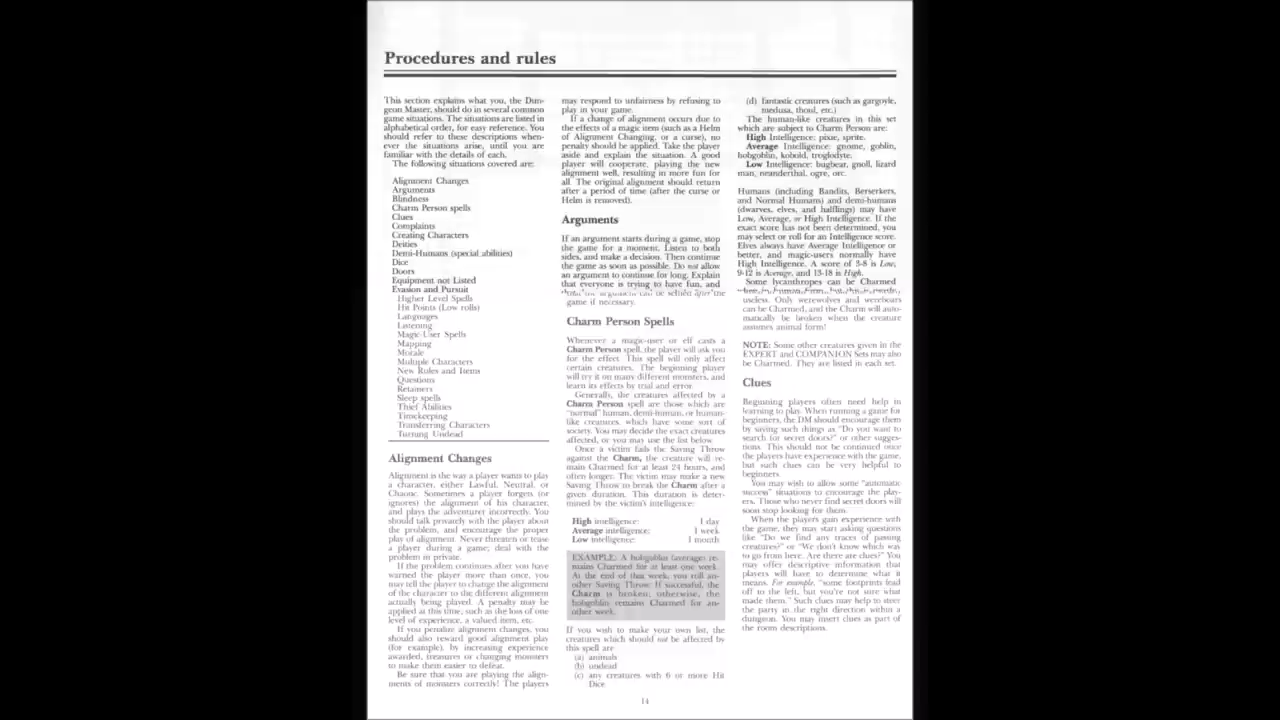 Procedures and rules
This section explains what you, the Dun-
geon Master, should do in several common
game situations. The situations are listed in
alphabetical order, for easy reference. You
should refer to these descriptions when-
ever the situations arise, until you are
familiar with the details of each.
The following situations covered are:
Alignment Changes
Arguments
Blindness
Charm Person spells
Clues
Complaints
Creating Characters
Deities
Demi-Humans (special abilities)
Dice
Doors
Equipment not Listed
Evasion and Pursuit
Higher Level Spells
Hit Points (Low rolls)
Languages
Listening
Magic-User Spells
Mapping
Morale
Multiple Characters
New Rules and Items
Questions
Retainers
Sleep spells
Thief Abilities
Timekeeping
Transferring Characters
Turning Undead
Alignment Changes
Alignment is the way a player wants to play
a character, either Lawful, Neutral, or
Chaotic. Sometimes a player forgets (or
ignores) the alignment of his character,
and plays the adventurer incorrectly. You
should talk privately with the player about
the problem, and encourage the proper
play of alignment. Never threaten or tease
a player during a game; deal with the
problem in private.
If the problem continues after you have
warned the player more than once, you
may tell the player to change the alignment
of the character to the different alignment
actually being played. A penalty may be
applied at this time, such as the loss of one
level of experience, a valued item, etc.
If you penalize alignment changes, you
should also reward good alignment play
(for example), by increasing experience
awarded, treasures or changing monsters
to make them easier to defeat.
Be sure that you are playing the align-
ments of monsters correctly! The players
may respond to unfairness by refusing to
play in your game.
If a change of alignment occurs due to
the effects of a magic item (such as a Helm
of Alignment Changing, or a curse), no
penalty should be applied. Take the player
aside and explain the situation. A good
player will cooperate, playing the new
alignment well, resulting in more fun for
all. The original alignment should return
after a period of time (after the curse or
Helm is removed).
Arguments
If an argument starts during a game, stop
the game for a moment. Listen to both
sides, and make a decision. Then continue
the game as soon as possible. Do not allow
an argument to continue for long. Explain
that everyone is trying to have fun, and
that the argument can be settled after the
game if necessary.
Charm Person Spells
Whenever a magic-user or elf casts a
Charm Person spell, the player will ask you
for the effect. This spell will only affect
certain creatures. The beginning player
will try it on many different monsters, and
learn its effects by trial and error.
Generally, the creatures affected by a
Charm Person spell are those which are
"normal" human, demi-human, or human-
like creatures, which have some sort of
society. You may decide the exact creatures
affected, or you may use the list below.
Once a victim fails the Saving Throw
against the Charm, the creature will re-
main Charmed for at least 24 hours, and
often longer. The victim may make a new
Saving Throw to break the Charm after a
given duration. This duration is deter-
mined by the victim's intelligence:
High intelligence: 1 day
Average intelligence: 1 week
Low intelligence: 1 month
EXAMPLE: A hobgoblin (average) re-
mains Charmed for at least one week.
At the end of that week, you roll an-
other Saving Throw. If successful, the
Charm is broken; otherwise, the
hobgoblin remains Charmed for an-
other week.
If you wish to make your own list, the
creatures which should not be affected by
this spell are
(a) animals
(b) undead
(c) any creatures with 6 or more Hit
Dice
(d) fantastic creatures (such as gargoyle,
medusa, thoul, etc.)
The human-like creatures in this set
which are subject to Charm Person are:
High Intelligence: pixie, sprite.
Average Intelligence: gnome, goblin,
hobgoblin, kobold, troglodyte.
Low Intelligence: bugbear, gnoll, lizard
man, neanderthal, ogre, orc.
Humans (including Bandits, Berserkers,
and Normal Humans) and demi-humans
(dwarves, elves, and halflings) may have
Low, Average, or High Intelligence. If the
exact score has not been determined, you
may select or roll for an Intelligence score.
Elves always have Average Intelligence or
better, and magic-users normally have
High Intelligence. A score of 3-8 is Low,
9-12 is Average, and 13-18 is High.
Some lycanthropes can be Charmed
useless. Only werewolves and wereboars
can be Charmed, and the Charm will auto-
matically be broken when the creature
assumes animal form!
NOTE: Some other creatures given in the
EXPERT and COMPANION Sets may also
be Charmed. They are listed in each set.
Clues
Beginning players often need help in
learning to play. When running a game for
beginners, the DM should encourage them
by saying such things as "Do you want to
search for secret doors?" or other sugges-
tions. This should not be continued once
the players have experience with the game,
but such clues can be very helpful to
beginners.
You may wish to allow some "automatic
success" situations to encourage the play-
ers. Those who never find secret doors will
soon stop looking for them.
When the players gain experience with
the game, they may start asking questions
like "Do we find any traces of passing
creatures?" or "We don't know which way
to go from here. Are there are clues?" You
may offer descriptive information that
players will have to determine what it
means. For example, "some footprints lead
off to the left, but you're not sure what
made them." Such clues may help to steer
the party in the right direction within a
dungeon. You may insert clues as part of
the room descriptions.
14